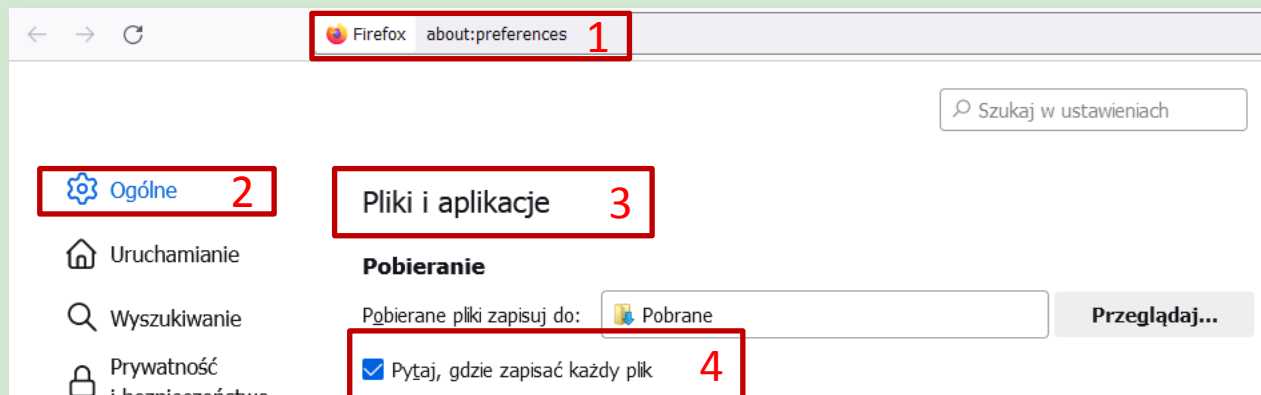 Firefox about:preferences 1
Szukaj w ustawieniach
Ogólne 2
Uruchamianie
Wyszukiwanie
Prywatność
i bezpieczeństwo
Pliki i aplikacje 3
Pobieranie
Pobierane pliki zapisuj do: Pobrane Przeglądaj...
Pytaj, gdzie zapisać każdy plik 4